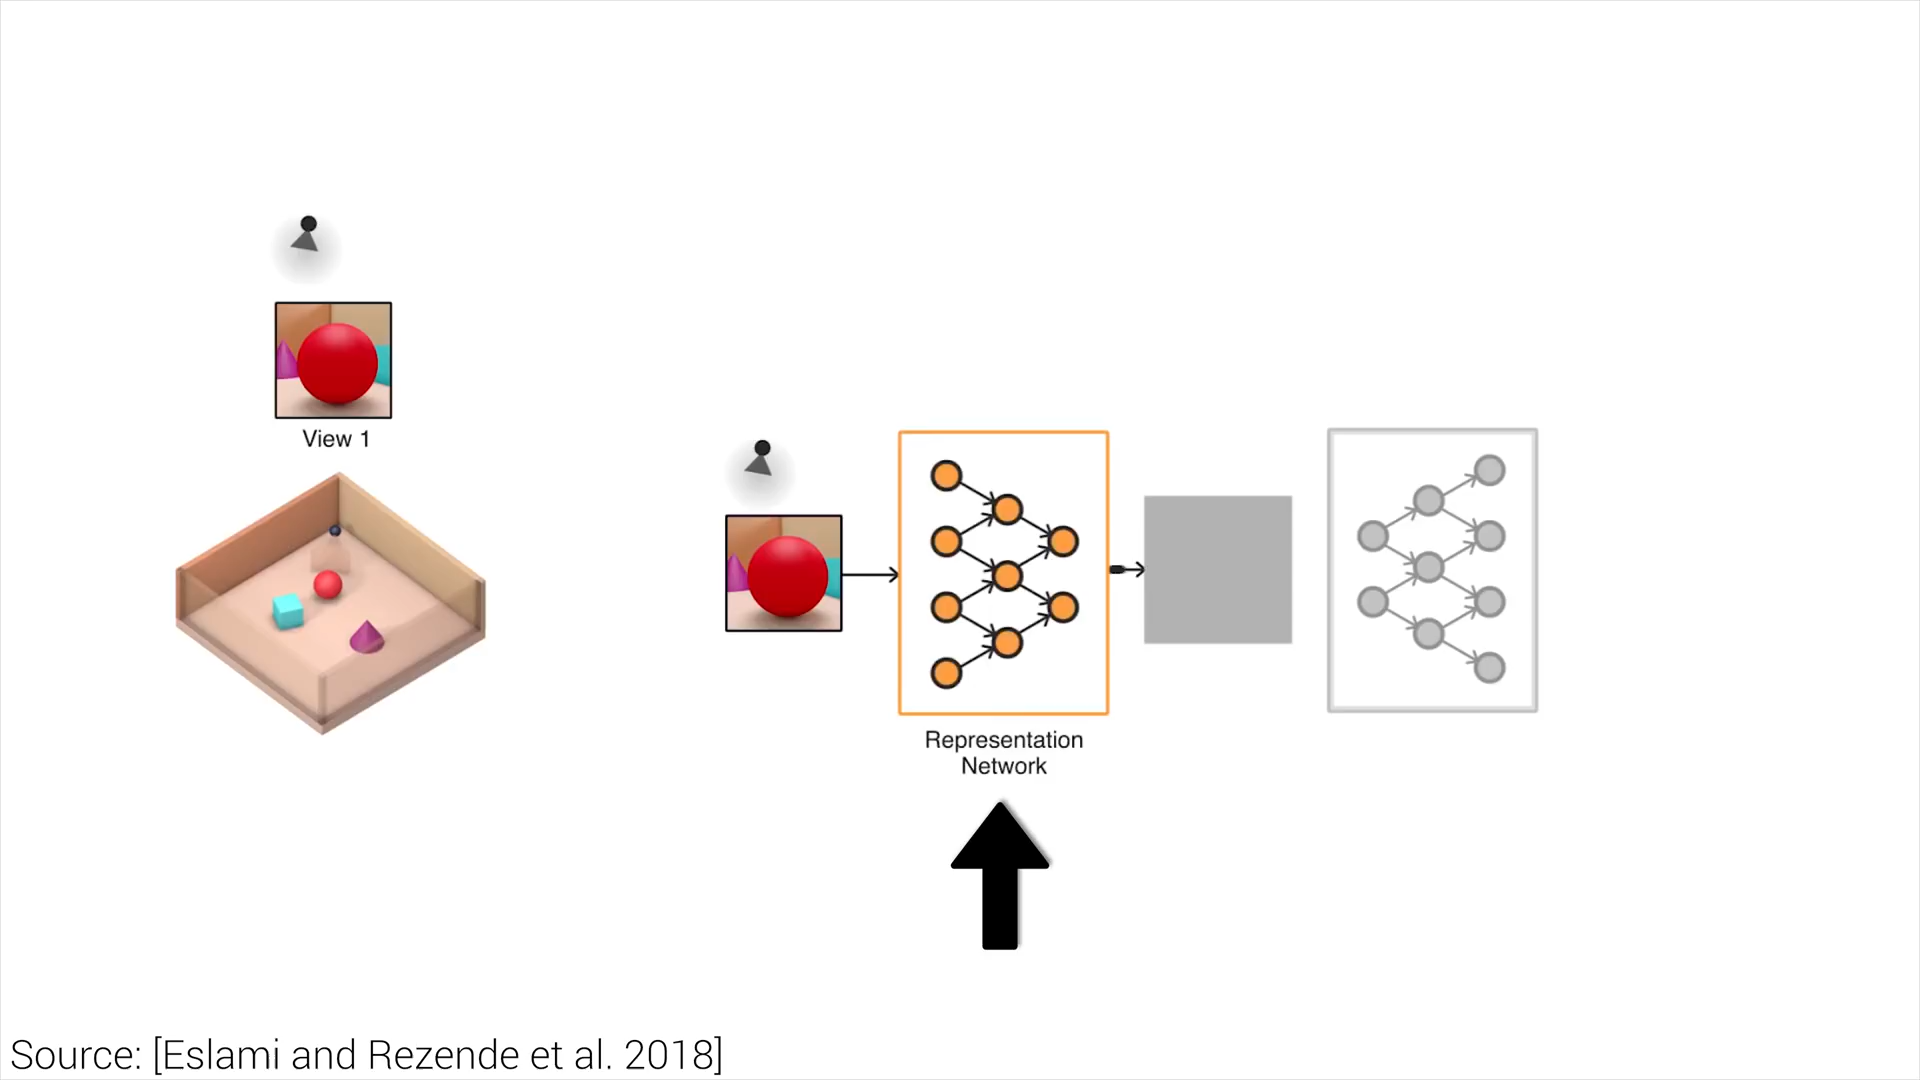 View 1
Representation
Network
Source: [Eslami and Rezende et al. 2018]